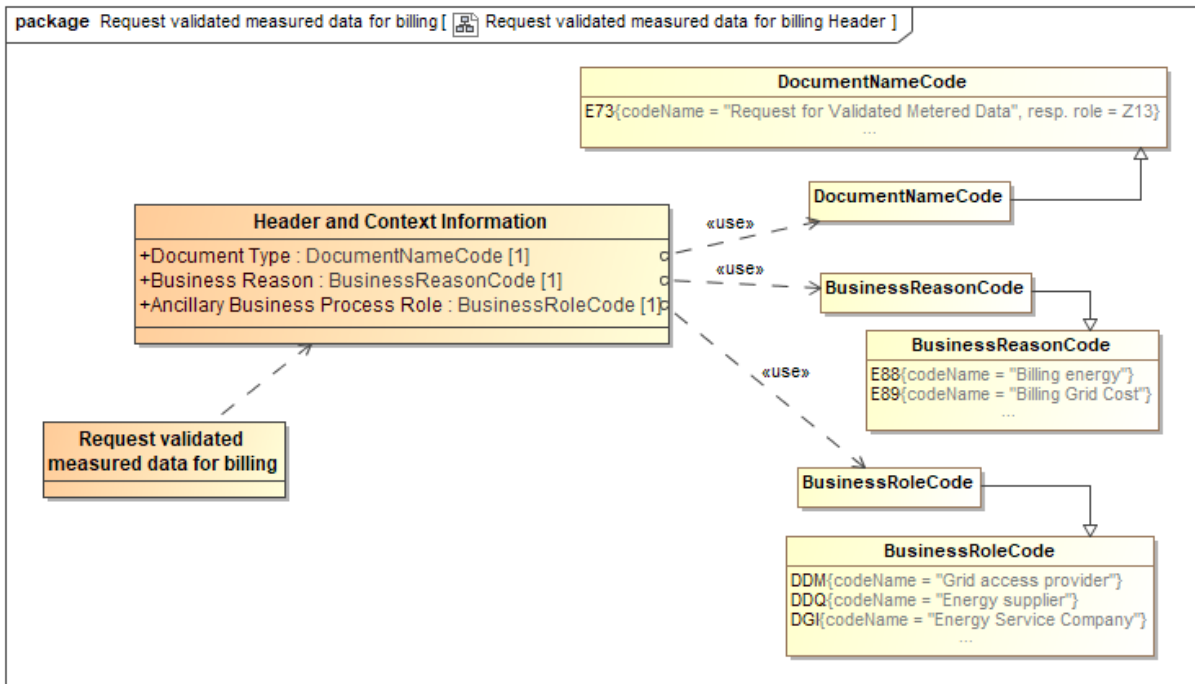 package Request validated measured data for billing [ Request validated measured data for billing Header ]
DocumentNameCode
E73{codeName = "Request for Validated Metered Data", resp. role = Z13}
...
DocumentNameCode
«use»
Header and Context Information
+Document Type : DocumentNameCode [1]
+Business Reason : BusinessReasonCode [1]
+Ancillary Business Process Role : BusinessRoleCode [1]
«use»
BusinessReasonCode
BusinessReasonCode
E88{codeName = "Billing energy"}
E89{codeName = "Billing Grid Cost"}
...
«use»
Request validated
measured data for billing
BusinessRoleCode
BusinessRoleCode
DDM{codeName = "Grid access provider"}
DDQ{codeName = "Energy supplier"}
DGI{codeName = "Energy Service Company"}
...